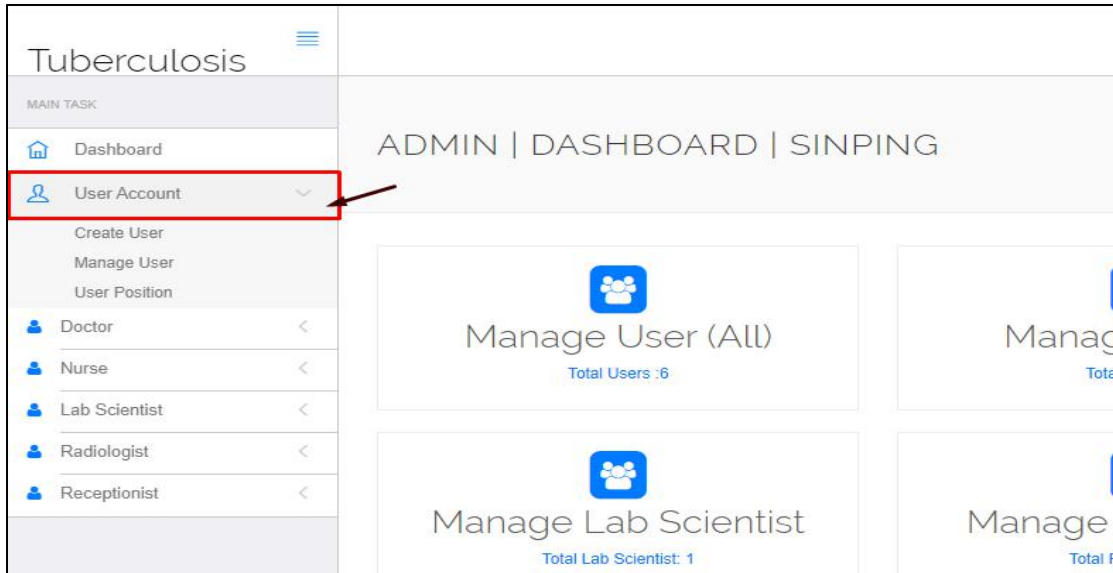 Tuberculosis
MAIN TASK
Dashboard
User Account
Create User
Manage User
User Position
Doctor
Nurse
Lab Scientist
Radiologist
Receptionist
ADMIN | DASHBOARD | SINPING
Manage User (All)
Total Users :6
Manage Lab Scientist
Total Lab Scientist: 1
Manage